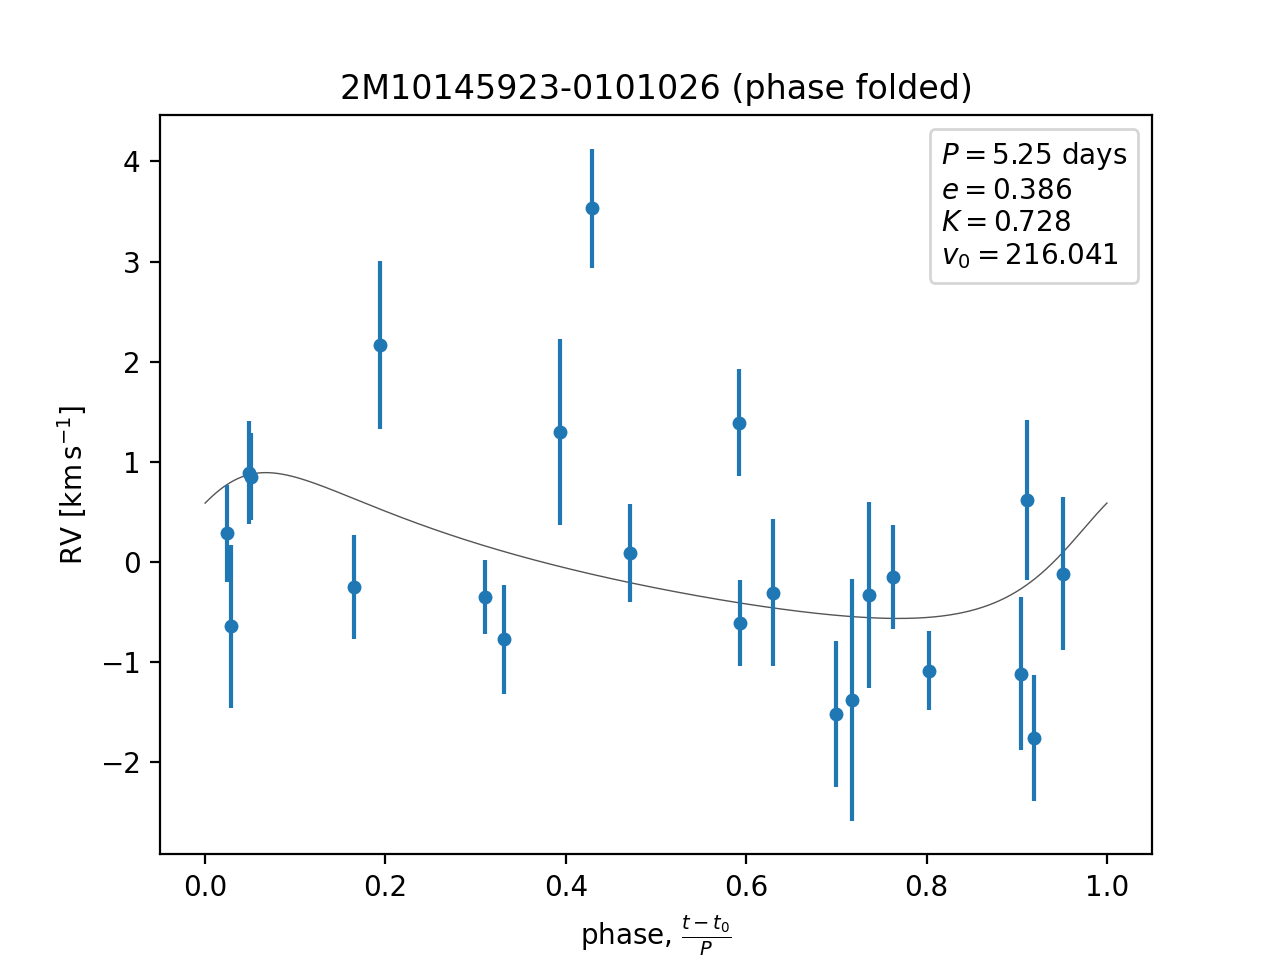 2M10145923-0101026 (phase folded)
P = 5.25 days
e = 0.386
K = 0.728
v₀ = 216.041
4
3
2
1
0
−1
−2
RV [km s⁻¹]
0.0 0.2 0.4 0.6 0.8 1.0
phase, (t − t₀)/P